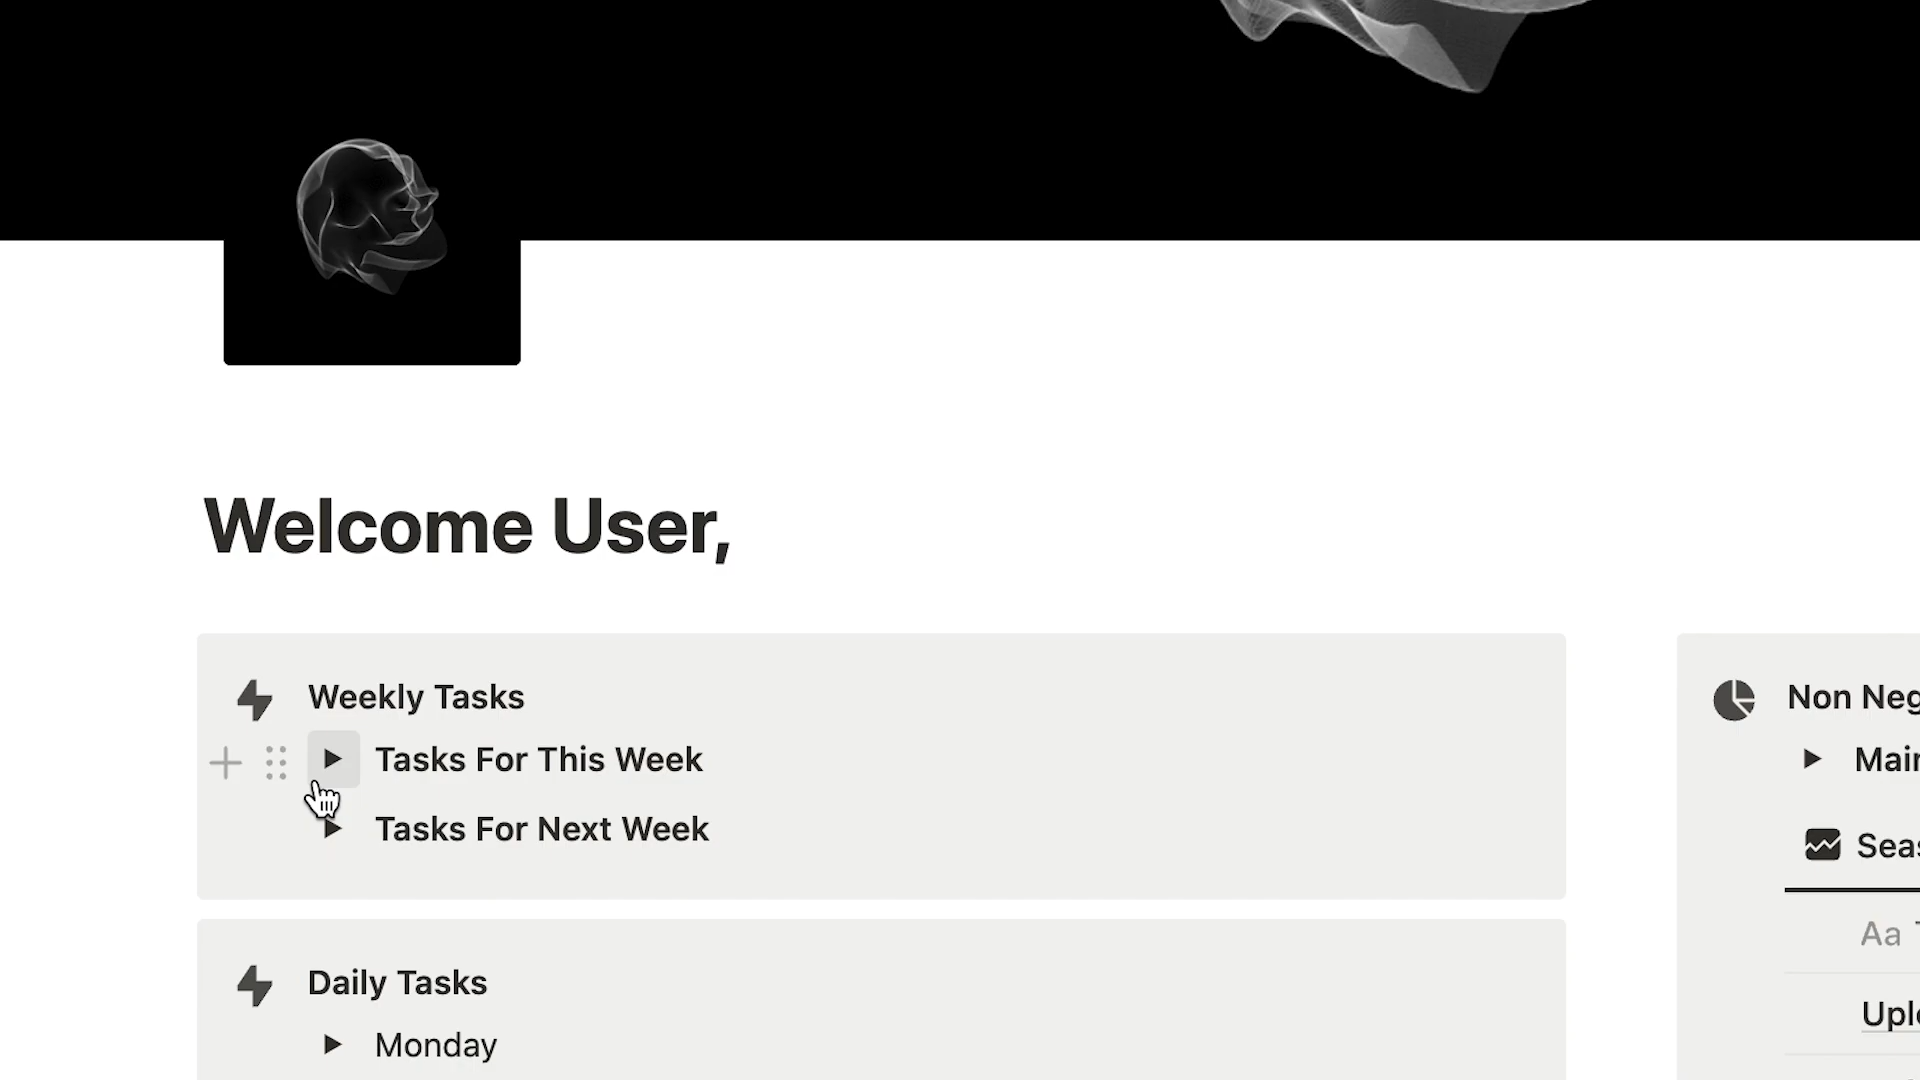 Welcome User,
Weekly Tasks
Tasks For This Week
Tasks For Next Week
Daily Tasks
Monday
Non Neg
Main
Seas
Aa
Uplo